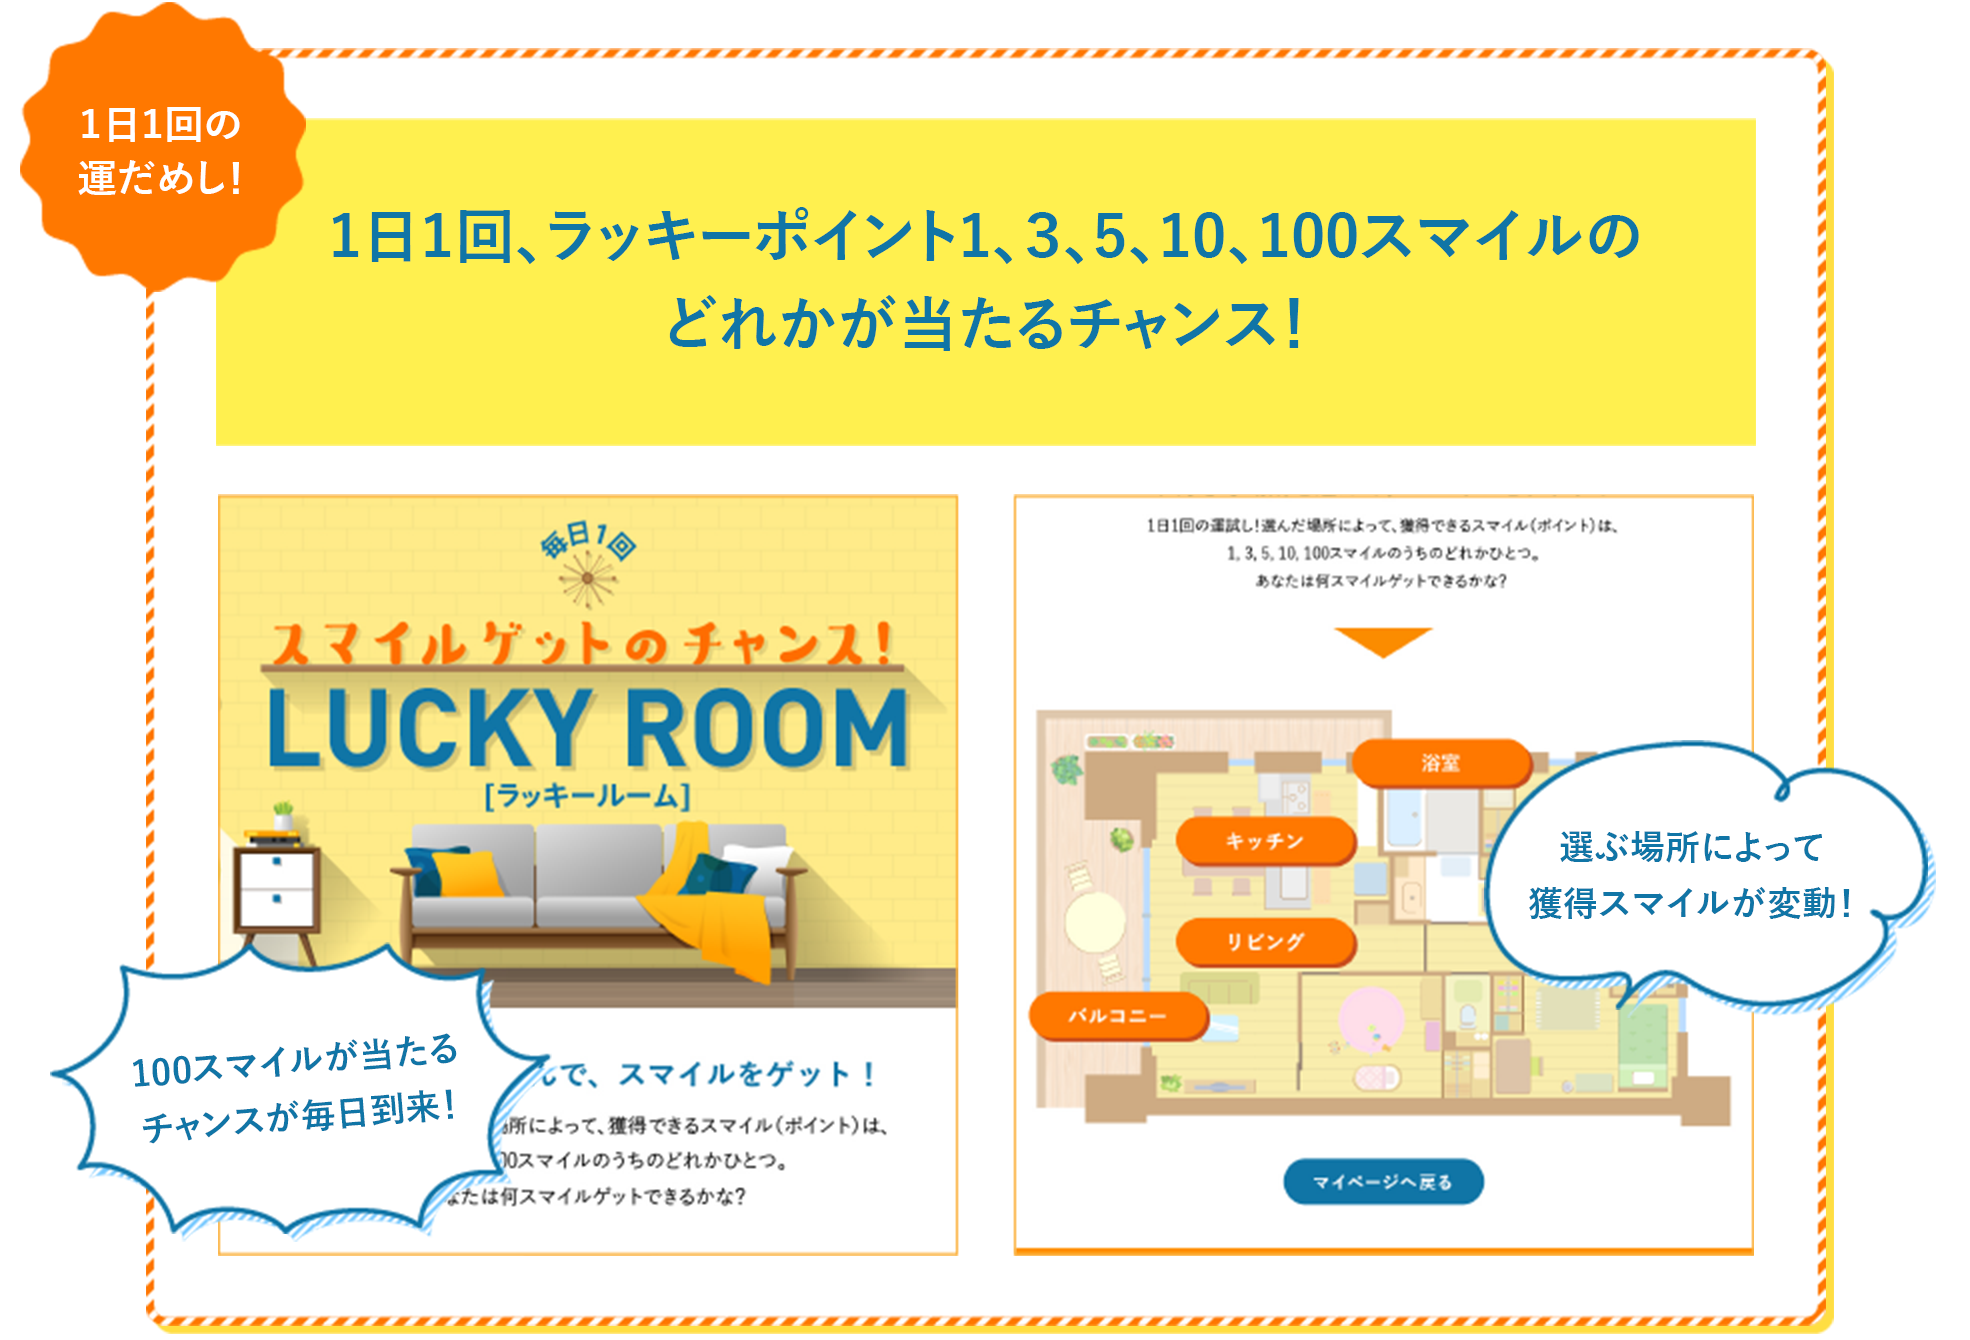 1日1回の
運だめし!
1日1回、ラッキーポイント1、3、5、10、100スマイルの
どれかが当たるチャンス!
毎日1回
スマイルゲットのチャンス!
LUCKY ROOM
[ラッキールーム]
100スマイルが当たる
チャンスが毎日到来!
で、スマイルをゲット!
所によって、獲得できるスマイル(ポイント)は、
00スマイルのうちのどれかひとつ。
なたは何スマイルゲットできるかな?
1日1回の運試し!選んだ場所によって、獲得できるスマイル(ポイント)は、
1, 3, 5, 10, 100スマイルのうちのどれかひとつ。
あなたは何スマイルゲットできるかな?
浴室
キッチン
リビング
バルコニー
選ぶ場所によって
獲得スマイルが変動!
マイページへ戻る